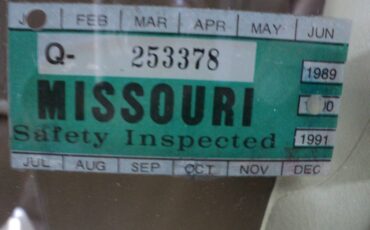 FEB MAR APR MAY JUN
Q- 253378
1989
MISSOURI
Safety Inspected 1991
JUL AUG SEP OCT NOV DEC